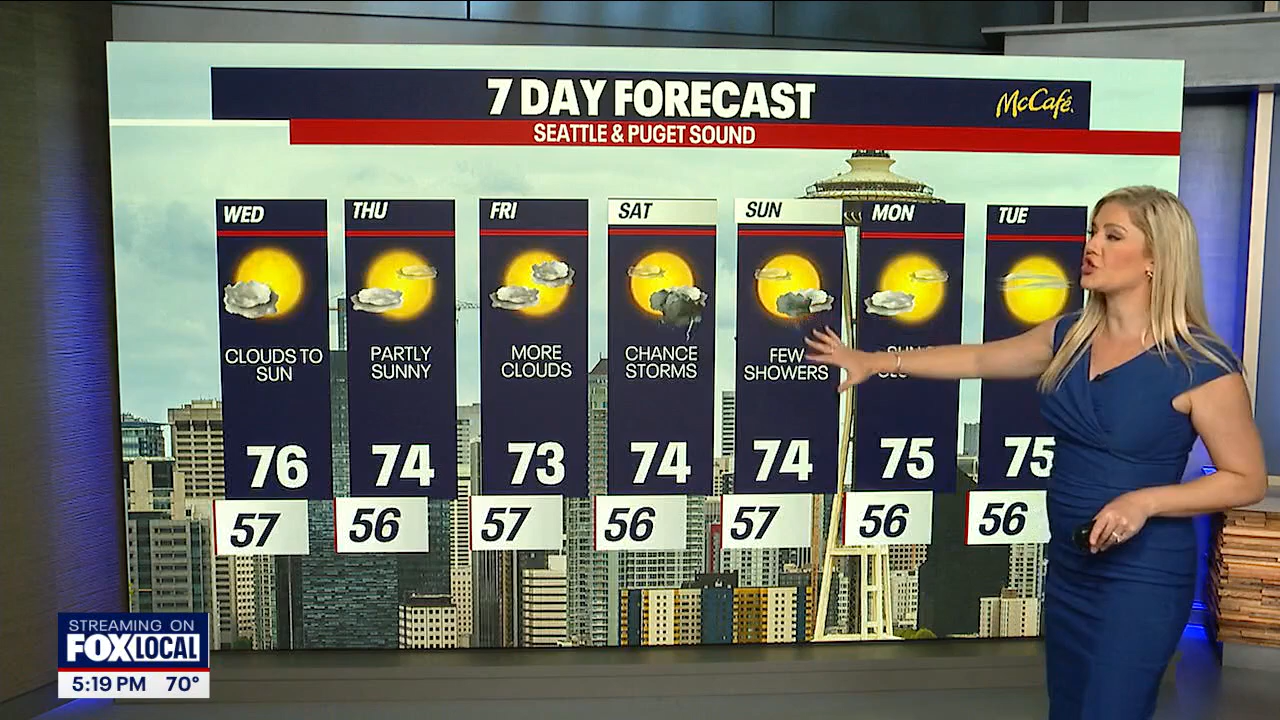 7 DAY FORECAST
McCafé
SEATTLE & PUGET SOUND
WED
THU
FRI
SAT
SUN
MON
TUE
CLOUDS TO
SUN
PARTLY
SUNNY
MORE
CLOUDS
CHANCE
STORMS
FEW
SHOWERS
76
74
73
74
74
75
75
57
56
57
56
57
56
56
STREAMING ON
FOX LOCAL
5:19 PM 70°